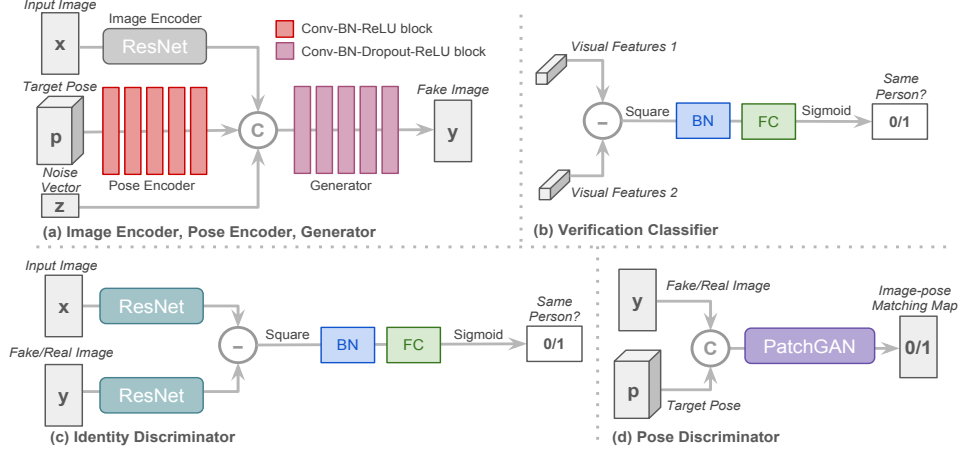 Input Image
x
Image Encoder
ResNet
Conv-BN-ReLU block
Conv-BN-Dropout-ReLU block
Target Pose
p
Pose Encoder
C
Generator
Fake Image
y
Noise
Vector
z
(a) Image Encoder, Pose Encoder, Generator
Visual Features 1
−
Square
BN
FC
Sigmoid
Same
Person?
0/1
Visual Features 2
(b) Verification Classifier
Input Image
x
ResNet
Fake/Real Image
y
ResNet
−
Square
BN
FC
Sigmoid
Same
Person?
0/1
(c) Identity Discriminator
y
Fake/Real Image
C
PatchGAN
Image-pose
Matching Map
0/1
p
Target Pose
(d) Pose Discriminator